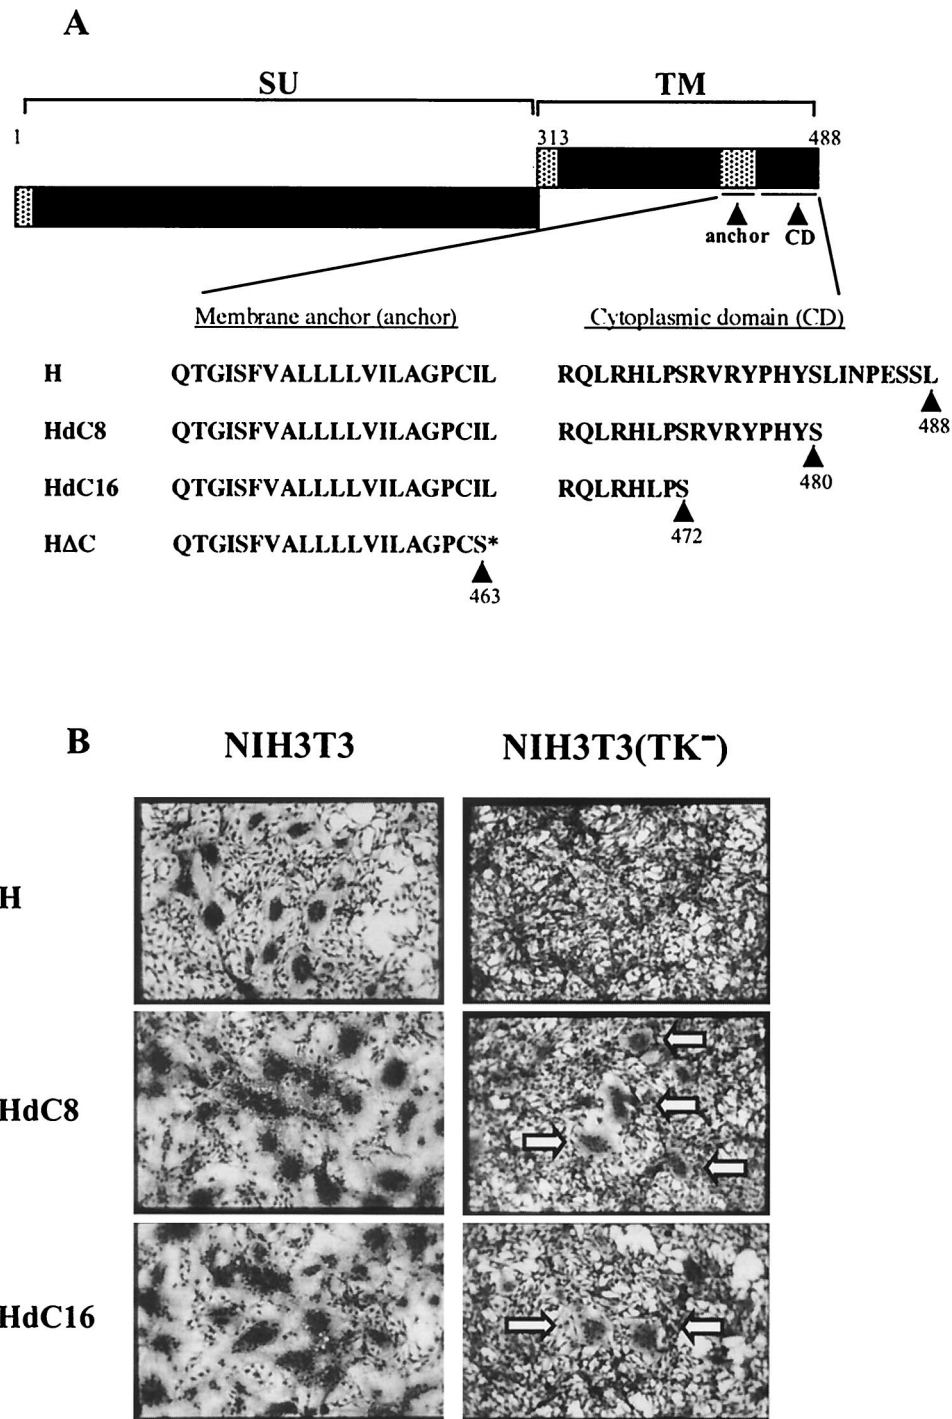 A
SU TM
1 313 488
anchor CD
Membrane anchor (anchor) Cytoplasmic domain (CD)
H QTGISFVALLLLVILAGPCIL RQLRHLPSRVRYPHYSLINPESSL
488
HdC8 QTGISFVALLLLVILAGPCIL RQLRHLPSRVRYPHYS
480
HdC16 QTGISFVALLLLVILAGPCIL RQLRHLPS
472
HΔC QTGISFVALLLLVILAGPCS*
463
B NIH3T3 NIH3T3(TK⁻)
H
HdC8
HdC16